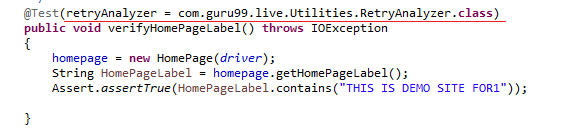 @Test(retryAnalyzer = com.guru99.live.Utilities.RetryAnalyzer.class)
public void verifyHomePageLabel() throws IOException
{
homepage = new HomePage(driver);
String HomePageLabel = homepage.getHomePageLabel();
Assert.assertTrue(HomePageLabel.contains("THIS IS DEMO SITE FOR1"));
}